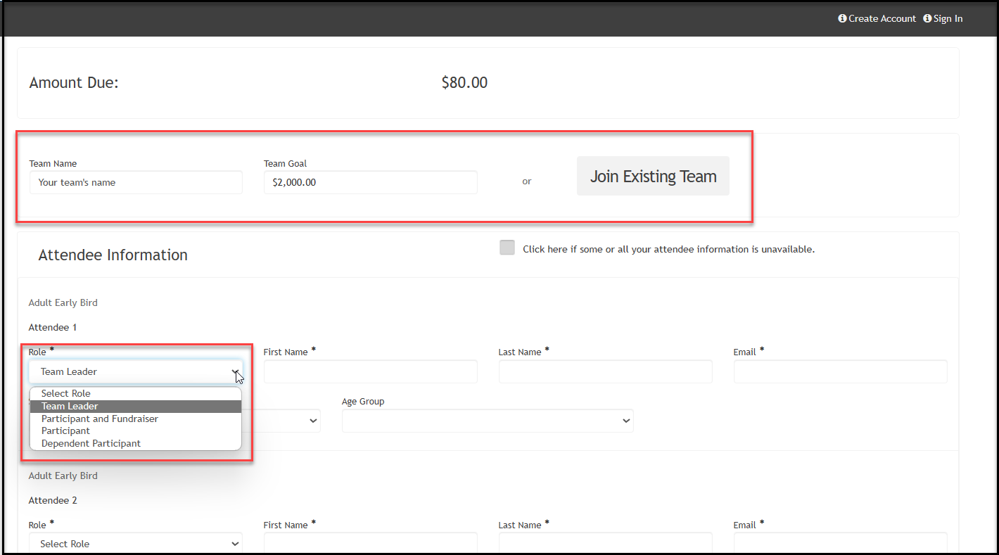 Create Account Sign In
Amount Due: $80.00
Team Name Team Goal
Your team's name $2,000.00 or Join Existing Team
Attendee Information Click here if some or all your attendee information is unavailable.
Adult Early Bird
Attendee 1
Role * First Name * Last Name * Email *
Team Leader
Select Role
Team Leader
Age Group
Participant and Fundraiser
Participant
Dependent Participant
Adult Early Bird
Attendee 2
Role * First Name * Last Name * Email *
Select Role